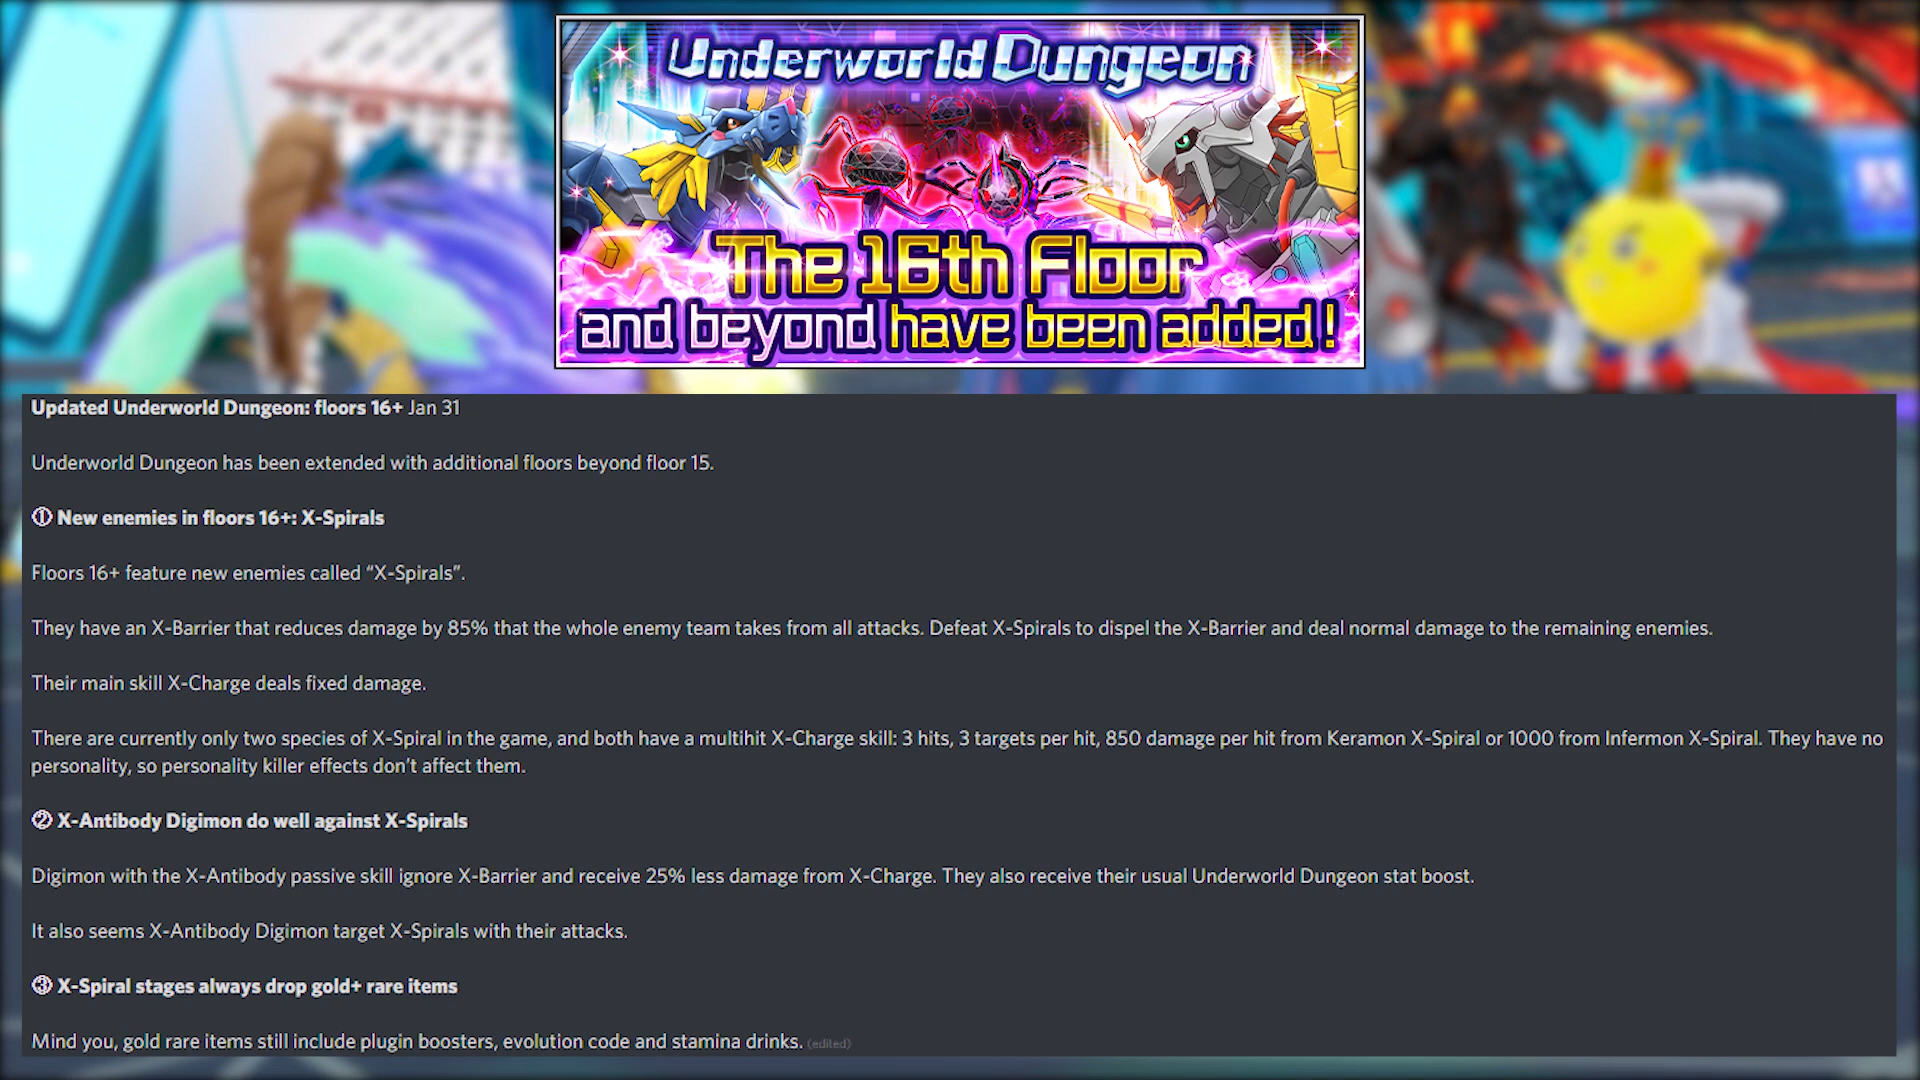 Underworld Dungeon
The 16th Floor
and beyond have been added!
Updated Underworld Dungeon: floors 16+ Jan 31
Underworld Dungeon has been extended with additional floors beyond floor 15.
① New enemies in floors 16+: X-Spirals
Floors 16+ feature new enemies called “X-Spirals”.
They have an X-Barrier that reduces damage by 85% that the whole enemy team takes from all attacks. Defeat X-Spirals to dispel the X-Barrier and deal normal damage to the remaining enemies.
Their main skill X-Charge deals fixed damage.
There are currently only two species of X-Spiral in the game, and both have a multihit X-Charge skill: 3 hits, 3 targets per hit, 850 damage per hit from Keramon X-Spiral or 1000 from Infermon X-Spiral. They have no
personality, so personality killer effects don’t affect them.
② X-Antibody Digimon do well against X-Spirals
Digimon with the X-Antibody passive skill ignore X-Barrier and receive 25% less damage from X-Charge. They also receive their usual Underworld Dungeon stat boost.
It also seems X-Antibody Digimon target X-Spirals with their attacks.
③ X-Spiral stages always drop gold+ rare items
Mind you, gold rare items still include plugin boosters, evolution code and stamina drinks. (edited)